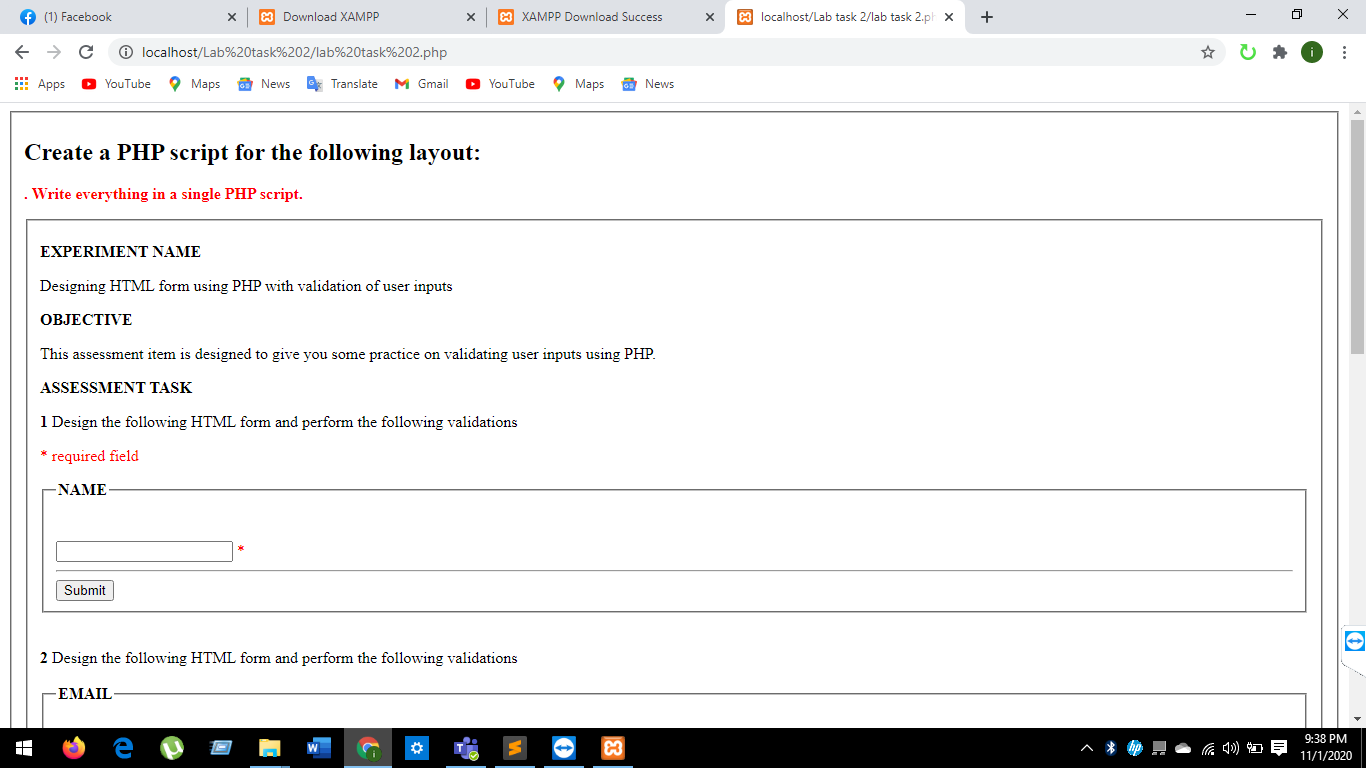 (1) Facebook
Download XAMPP
XAMPP Download Success
localhost/Lab task 2/lab task 2.p
localhost/Lab%20task%202/lab%20task%202.php
i
Apps YouTube Maps News Translate Gmail YouTube Maps News
Create a PHP script for the following layout:
. Write everything in a single PHP script.
EXPERIMENT NAME
Designing HTML form using PHP with validation of user inputs
OBJECTIVE
This assessment item is designed to give you some practice on validating user inputs using PHP.
ASSESSMENT TASK
1 Design the following HTML form and perform the following validations
* required field
NAME
*
Submit
2 Design the following HTML form and perform the following validations
EMAIL
9:38 PM
11/1/2020